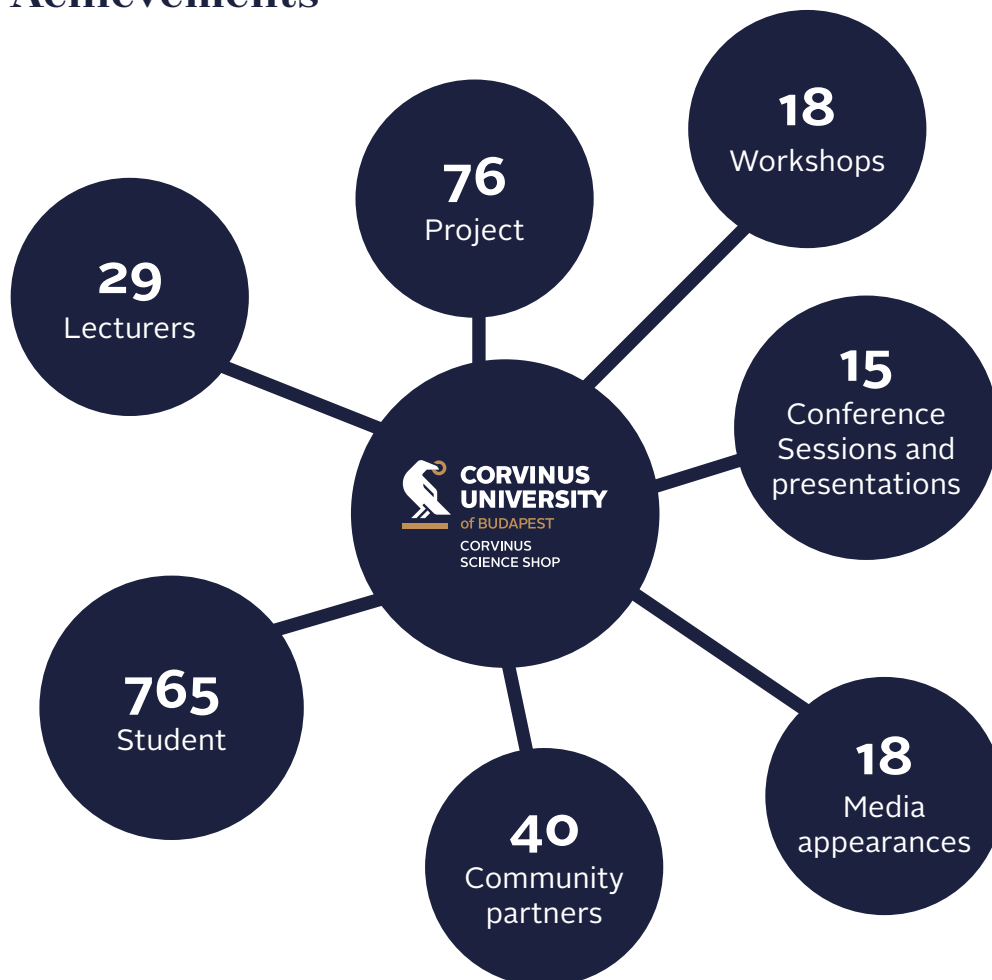 Achievements
18
Workshops
76
Project
29
Lecturers
15
Conference
Sessions and
presentations
CORVINUS
UNIVERSITY
of BUDAPEST
CORVINUS
SCIENCE SHOP
765
Student
18
Media
appearances
40
Community
partners